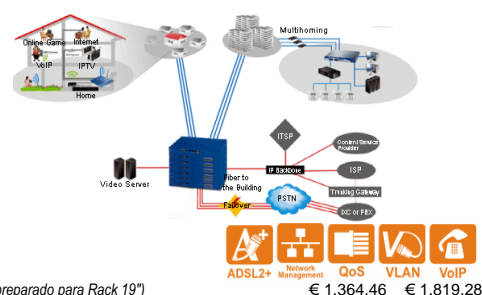 Multihoming
Online Game
Internet
VoIP
IPTV
Home
ITSP
Content/Service
Provider
IP Backbone
ISP
Fiber to
the Building
Video Server
Trunking Gateway
PSTN
Failover
IXC or PBX
ADSL2+
Network
Management
QoS
VLAN
VoIP
preparado para Rack 19")
€ 1.364,46
€ 1.819,28